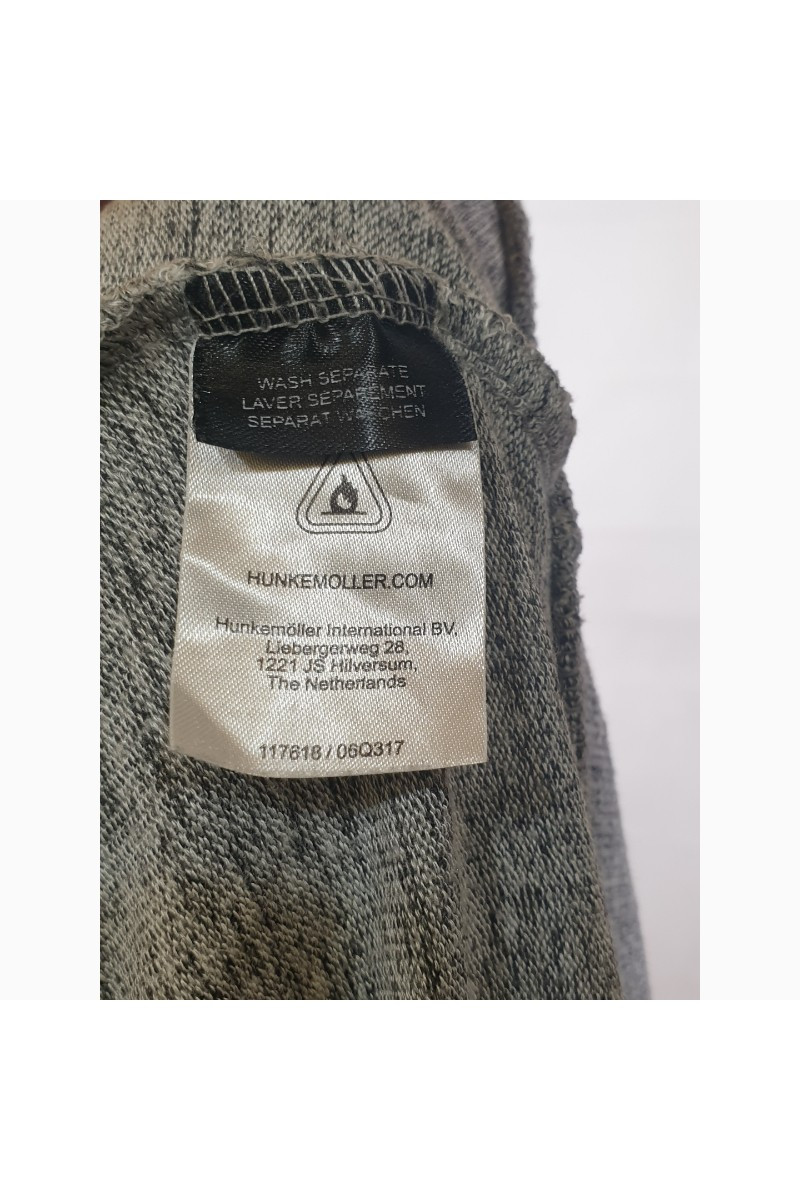 WASH SEPARATE
LAVER SEPAREMENT
SEPARAT WASCHEN
HUNKEMOLLER.COM
Hunkemöller International BV,
Liebergerweg 28,
1221 JS Hilversum,
The Netherlands
117618 / 06Q317